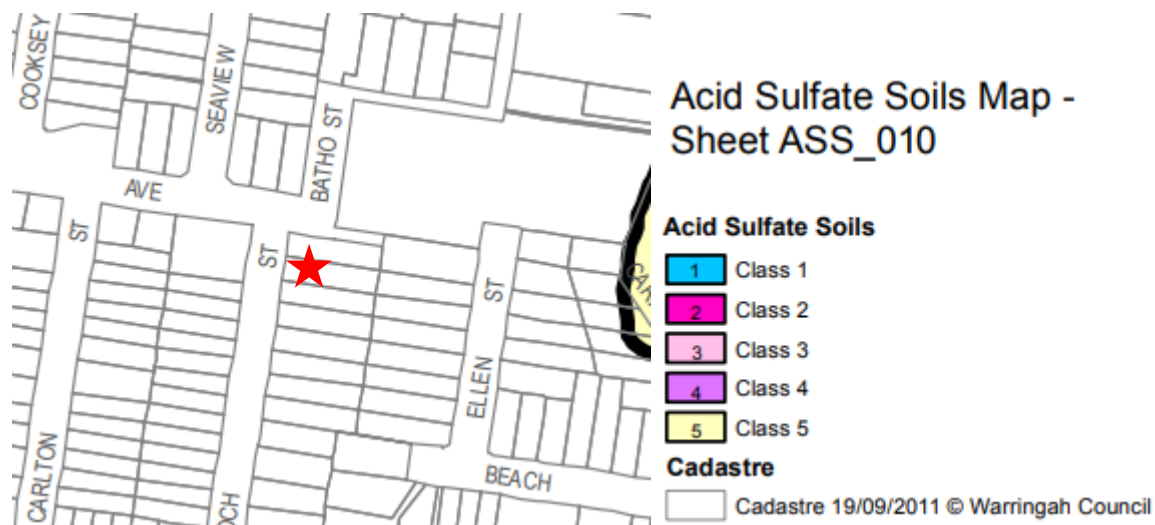 COOKSEY
SEAVIEW
BATHO ST
AVE
ST
ST
ST
ELLEN
CARLTON
BEACH
Acid Sulfate Soils Map -
Sheet ASS_010
Acid Sulfate Soils
1 Class 1
2 Class 2
3 Class 3
4 Class 4
5 Class 5
Cadastre
Cadastre 19/09/2011 © Warringah Council